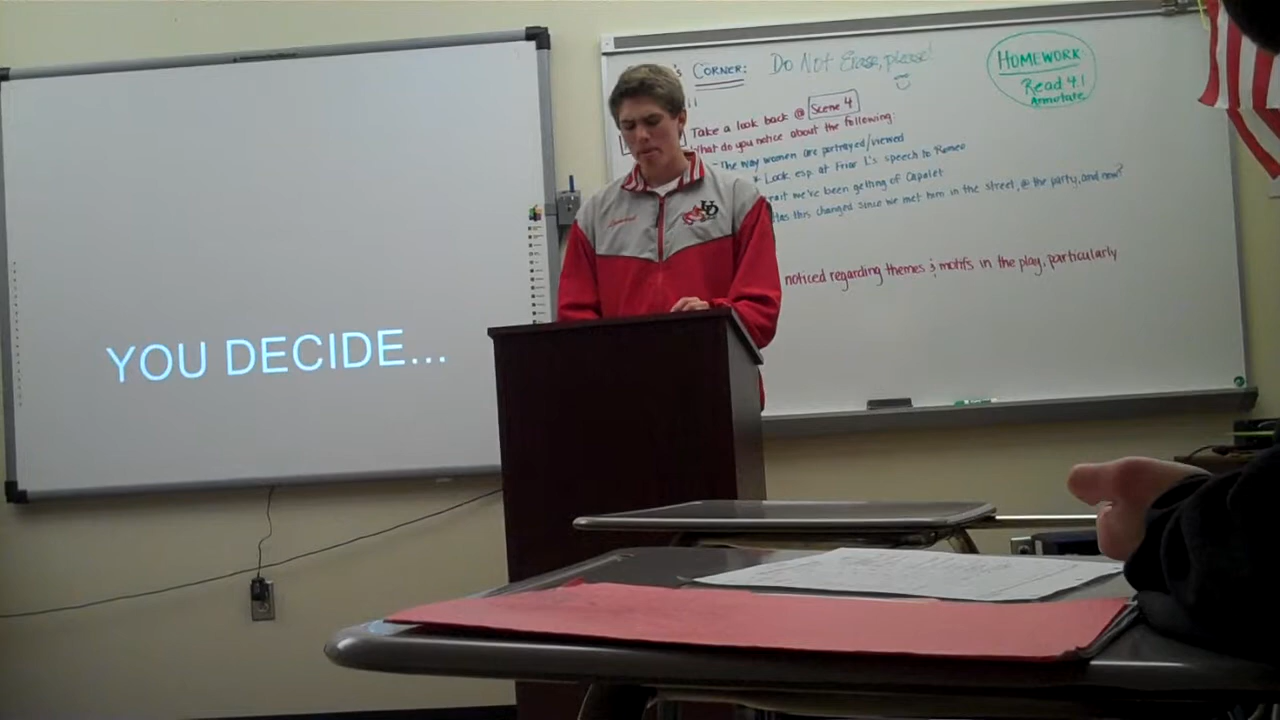 YOU DECIDE...
'S CORNER: DO NOT Erase, please!
HOMEWORK
Read 4.1
Annotate
Take a look back @ Scene 4
What do you notice about the following:
- The way women are portrayed/viewed
* Look esp. at Friar L's speech to Romeo
we've been getting of Capulet
Has this changed since we met him in the street, @ the party, and now?
noticed regarding themes & motifs in the play, particularly
UD